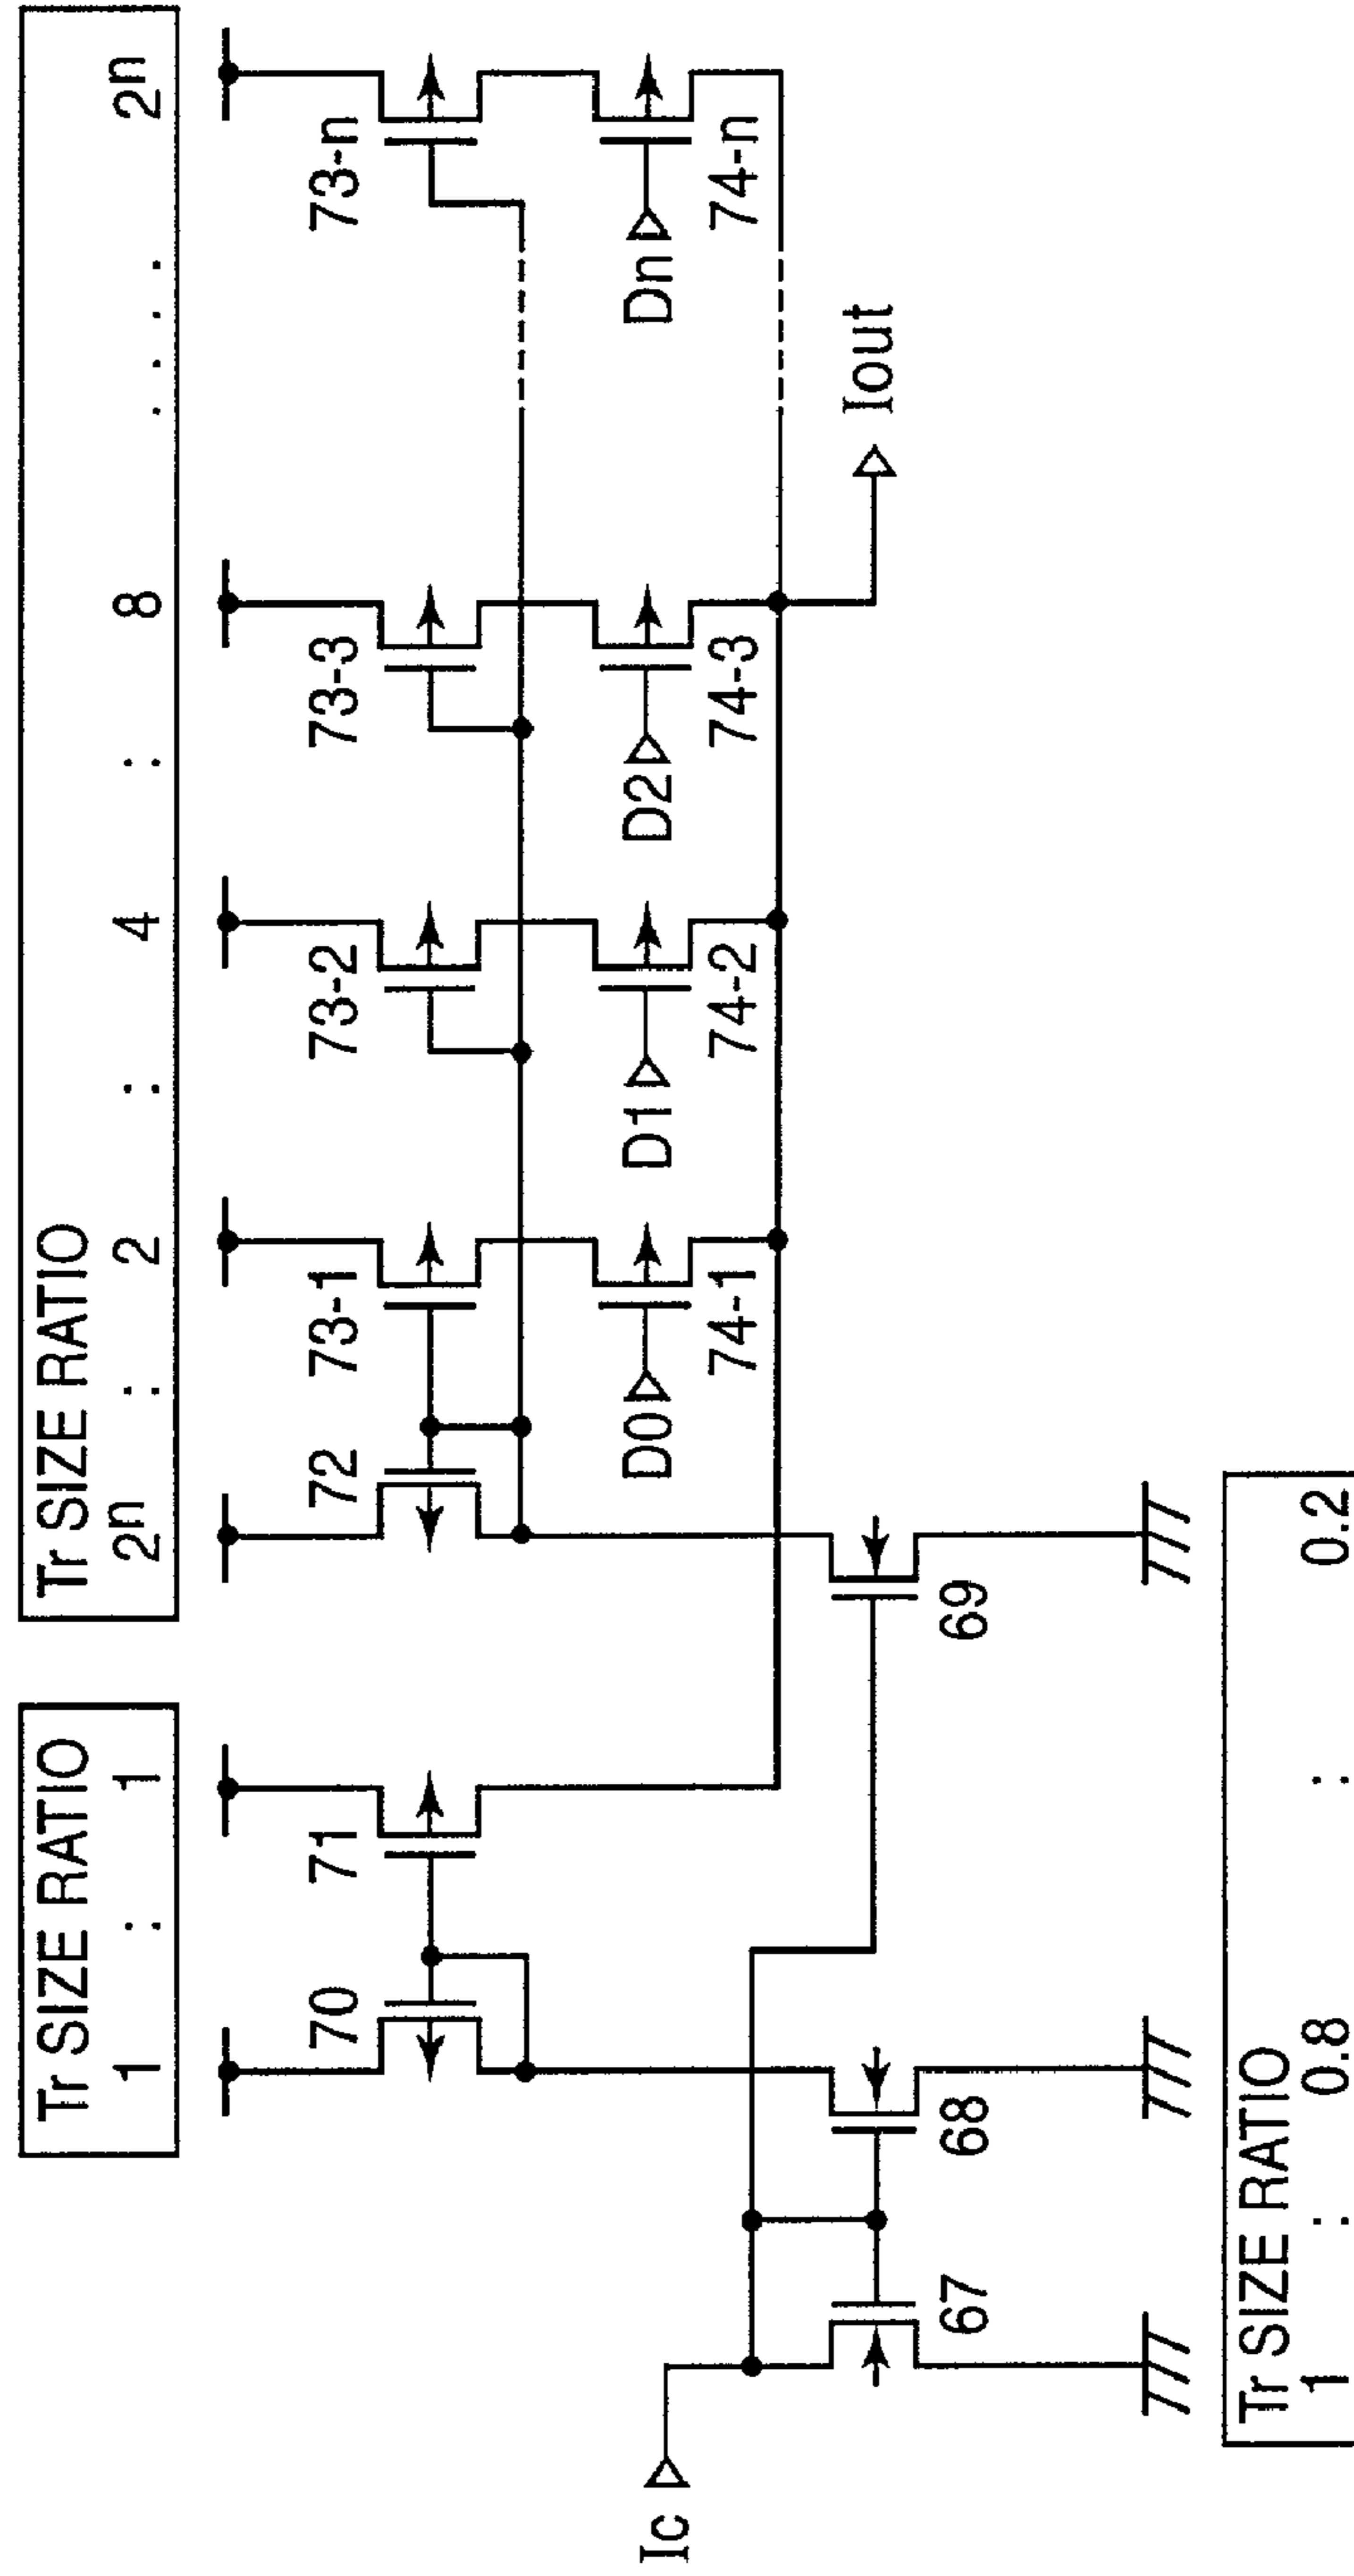 Tr SIZE RATIO
1 : 1
Tr SIZE RATIO
2n : 2 : 4 : 8 . . . . 2n
70
71
72
73-1
73-2
73-3
73-n
D0
D1
D2
Dn
74-1
74-2
74-3
74-n
Ic
Iout
67
68
69
Tr SIZE RATIO
1 : 0.8 : 0.2